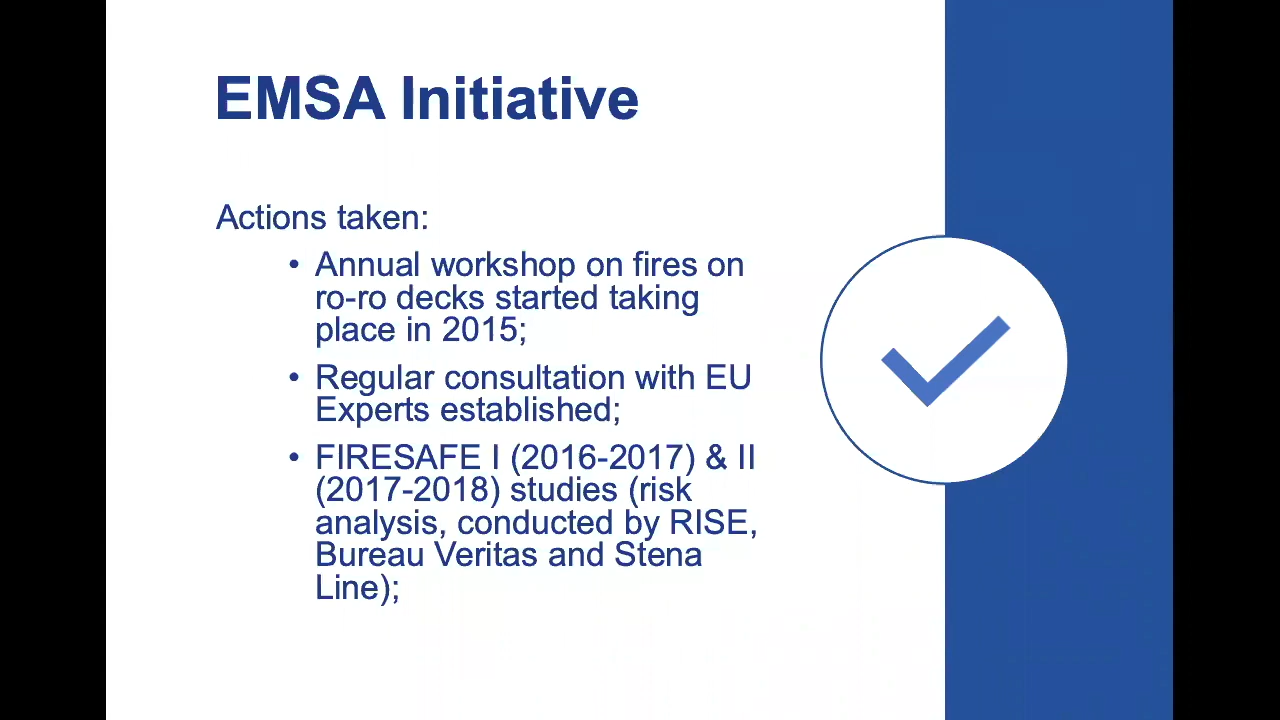 EMSA Initiative
Actions taken:
• Annual workshop on fires on
ro-ro decks started taking
place in 2015;
• Regular consultation with EU
Experts established;
• FIRESAFE I (2016-2017) & II
(2017-2018) studies (risk
analysis, conducted by RISE,
Bureau Veritas and Stena
Line);